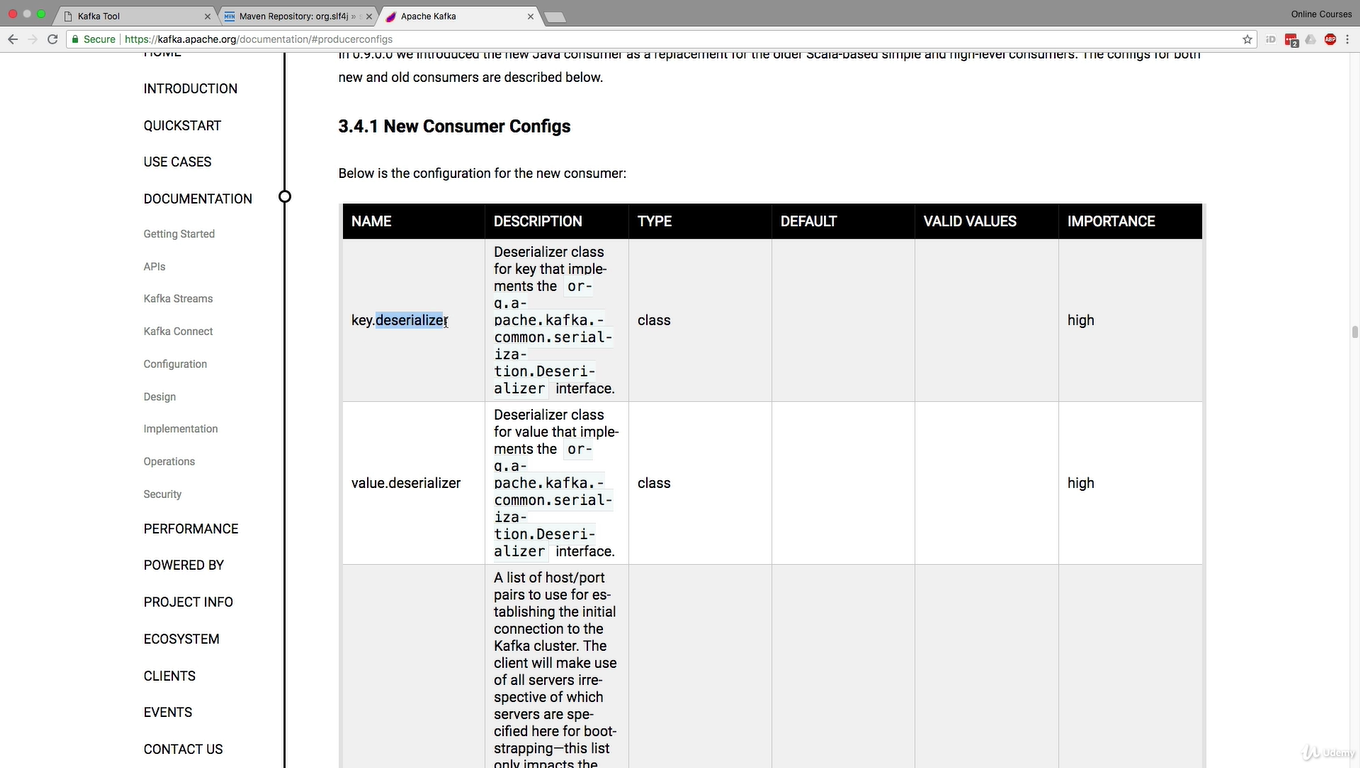 Kafka Tool
Maven Repository: org.slf4j »
Apache Kafka
Online Courses
Secure
https://kafka.apache.org/documentation/#producerconfigs
HOME
INTRODUCTION
QUICKSTART
USE CASES
DOCUMENTATION
Getting Started
APIs
Kafka Streams
Kafka Connect
Configuration
Design
Implementation
Operations
Security
PERFORMANCE
POWERED BY
PROJECT INFO
ECOSYSTEM
CLIENTS
EVENTS
CONTACT US
In 0.9.0.0 we introduced the new Java consumer as a replacement for the older Scala-based simple and high-level consumers. The configs for both
new and old consumers are described below.
3.4.1 New Consumer Configs
Below is the configuration for the new consumer:
NAME DESCRIPTION TYPE DEFAULT VALID VALUES IMPORTANCE
key.deserializer
Deserializer class
for key that imple-
ments the or-
g.a-
pache.kafka.-
common.serial-
iza-
tion.Deseri-
alizer interface.
class
high
value.deserializer
Deserializer class
for value that imple-
ments the or-
g.a-
pache.kafka.-
common.serial-
iza-
tion.Deseri-
alizer interface.
class
high
A list of host/port
pairs to use for es-
tablishing the initial
connection to the
Kafka cluster. The
client will make use
of all servers irre-
spective of which
servers are spe-
cified here for boot-
strapping—this list
only impacts the
Udemy